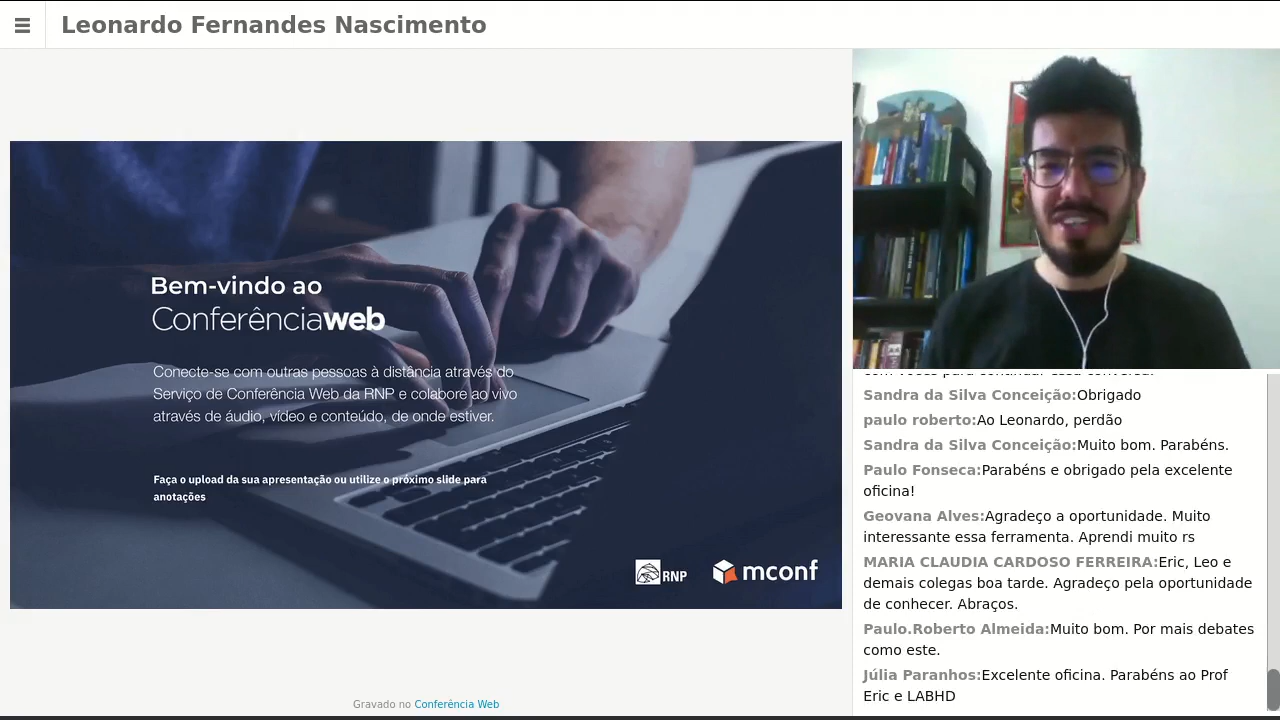 Leonardo Fernandes Nascimento
Bem-vindo ao
Conferênciaweb
Conecte-se com outras pessoas à distância através do
Serviço de Conferência Web da RNP e colabore ao vivo
através de áudio, vídeo e conteúdo, de onde estiver.
Faça o upload da sua apresentação ou utilize o próximo slide para
anotações
RNP
mconf
Gravado no Conferência Web
com vocês para continuar essa conversa.
Sandra da Silva Conceição:Obrigado
paulo roberto:Ao Leonardo, perdão
Sandra da Silva Conceição:Muito bom. Parabéns.
Paulo Fonseca:Parabéns e obrigado pela excelente
oficina!
Geovana Alves:Agradeço a oportunidade. Muito
interessante essa ferramenta. Aprendi muito rs
MARIA CLAUDIA CARDOSO FERREIRA:Eric, Leo e
demais colegas boa tarde. Agradeço pela oportunidade
de conhecer. Abraços.
Paulo.Roberto Almeida:Muito bom. Por mais debates
como este.
Júlia Paranhos:Excelente oficina. Parabéns ao Prof
Eric e LABHD